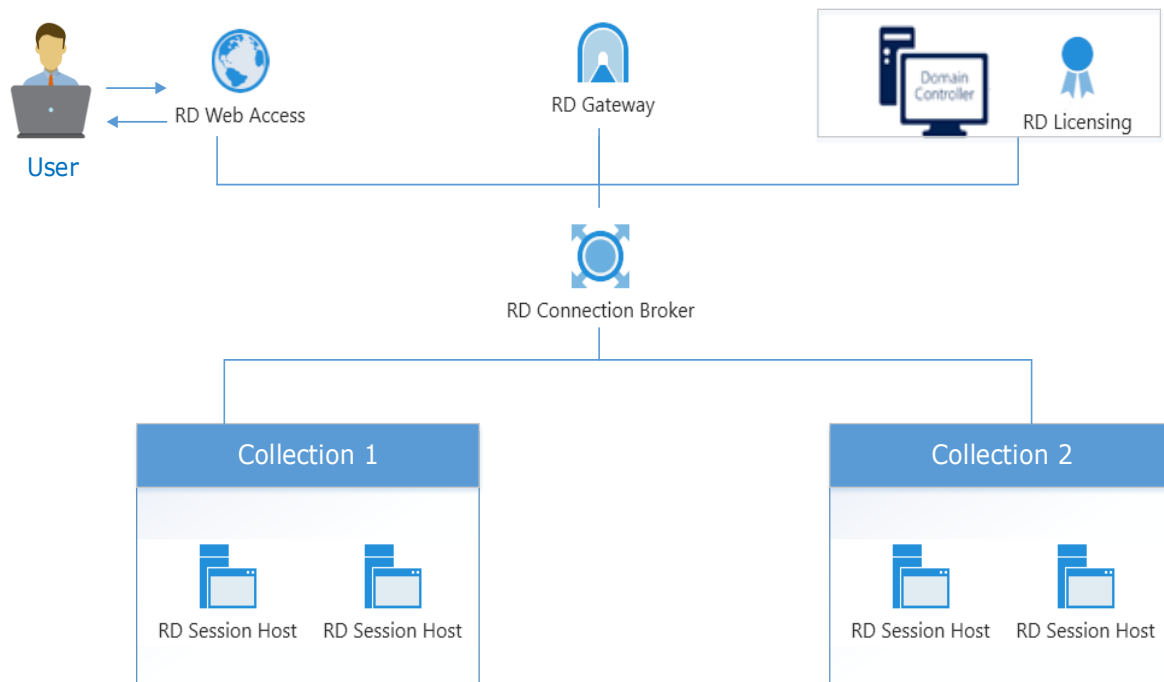 Domain
Controller
RD Web Access
RD Gateway
RD Licensing
User
RD Connection Broker
Collection 1
Collection 2
RD Session Host
RD Session Host
RD Session Host
RD Session Host